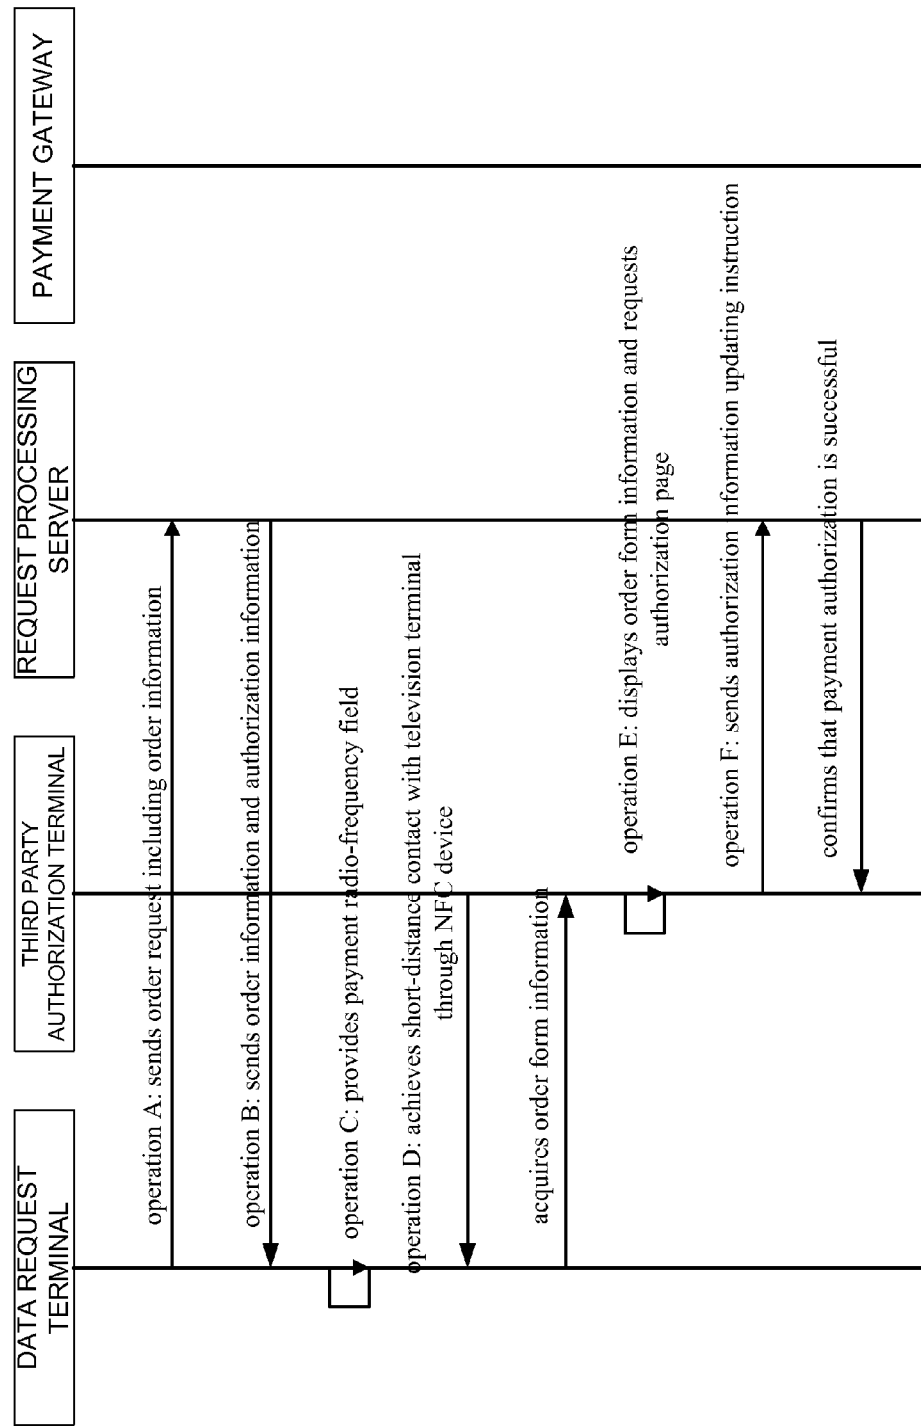 DATA REQUEST
TERMINAL
THIRD PARTY
AUTHORIZATION TERMINAL
REQUEST PROCESSING
SERVER
PAYMENT GATEWAY
operation A: sends order request including order information
operation B: sends order information and authorization information
operation C: provides payment radio-frequency field
operation D: achieves short-distance contact with television terminal
through NFC device
acquires order form information
operation E: displays order form information and requests
authorization page
operation F: sends authorization information updating instruction
confirms that payment authorization is successful